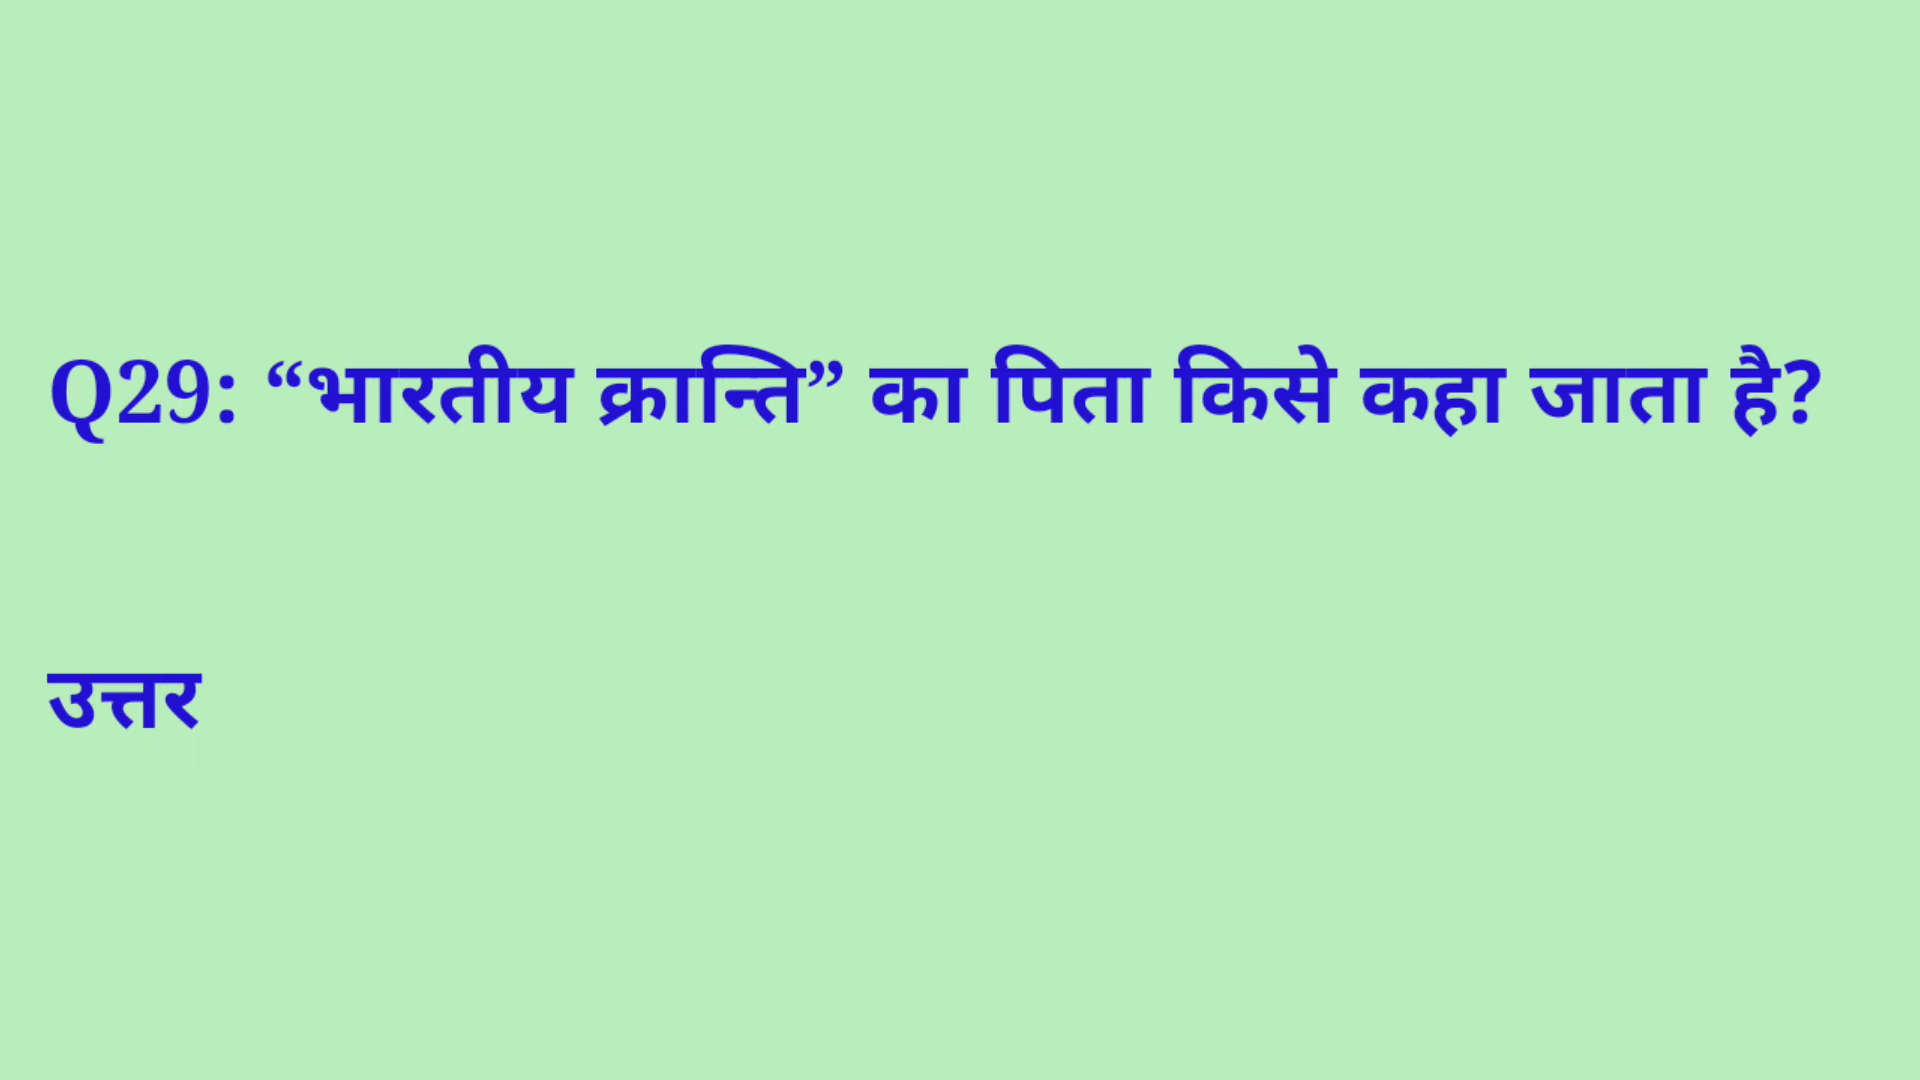 Q29: “भारतीय क्रान्ति” का पिता किसे कहा जाता है?
उत्तर